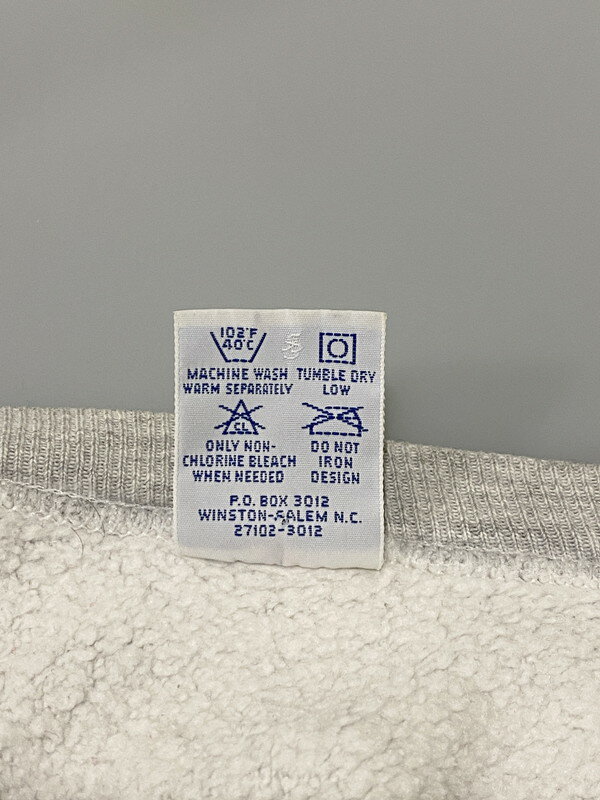 102°F
40°C
MACHINE WASH
WARM SEPARATELY
TUMBLE DRY
LOW
CL
ONLY NON-
CHLORINE BLEACH
WHEN NEEDED
DO NOT
IRON
DESIGN
P.O. BOX 3012
WINSTON-SALEM N.C.
27102-3012